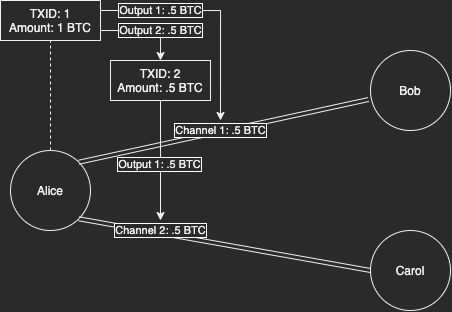 TXID: 1
Amount: 1 BTC
Output 1: .5 BTC
Output 2: .5 BTC
TXID: 2
Amount: .5 BTC
Bob
Channel 1: .5 BTC
Output 1: .5 BTC
Alice
Channel 2: .5 BTC
Carol